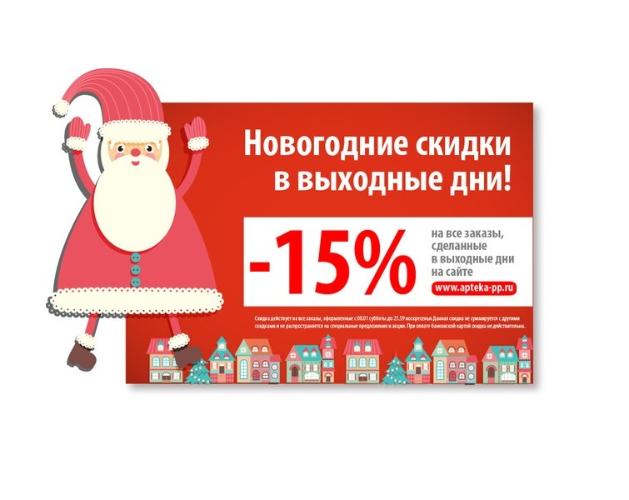 Новогодние скидки
в выходные дни!
-15%
на все заказы,
сделанные
в выходные дни
на сайте
www.apteka-pp.ru
Скидка действует на все заказы, оформленные с 00.01 субботы до 23.59 воскресенья. Данная скидка не суммируется с другими
скидками и не распространяется на специальные предложения и акции. При оплате банковской картой скидка не действительна.